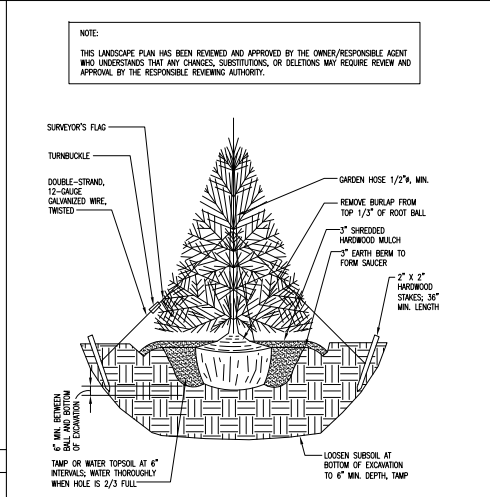 NOTE:
THIS LANDSCAPE PLAN HAS BEEN REVIEWED AND APPROVED BY THE OWNER/RESPONSIBLE AGENT
WHO UNDERSTANDS THAT ANY CHANGES, SUBSTITUTIONS, OR DELETIONS MAY REQUIRE REVIEW AND
APPROVAL BY THE RESPONSIBLE REVIEWING AUTHORITY.
SURVEYOR'S FLAG
TURNBUCKLE
DOUBLE-STRAND,
12-GAUGE
GALVANIZED WIRE,
TWISTED
GARDEN HOSE 1/2"ø, MIN.
REMOVE BURLAP FROM
TOP 1/3" OF ROOT BALL
3" SHREDDED
HARDWOOD MULCH
3" EARTH BERM TO
FORM SAUCER
2" X 2"
HARDWOOD
STAKES; 36"
MIN. LENGTH
6" MIN. BETWEEN
BALL AND BOTTOM
OF EXCAVATION
TAMP OR WATER TOPSOIL AT 6"
INTERVALS; WATER THOROUGHLY
WHEN HOLE IS 2/3 FULL
LOOSEN SUBSOIL AT
BOTTOM OF EXCAVATION
TO 6" MIN. DEPTH, TAMP